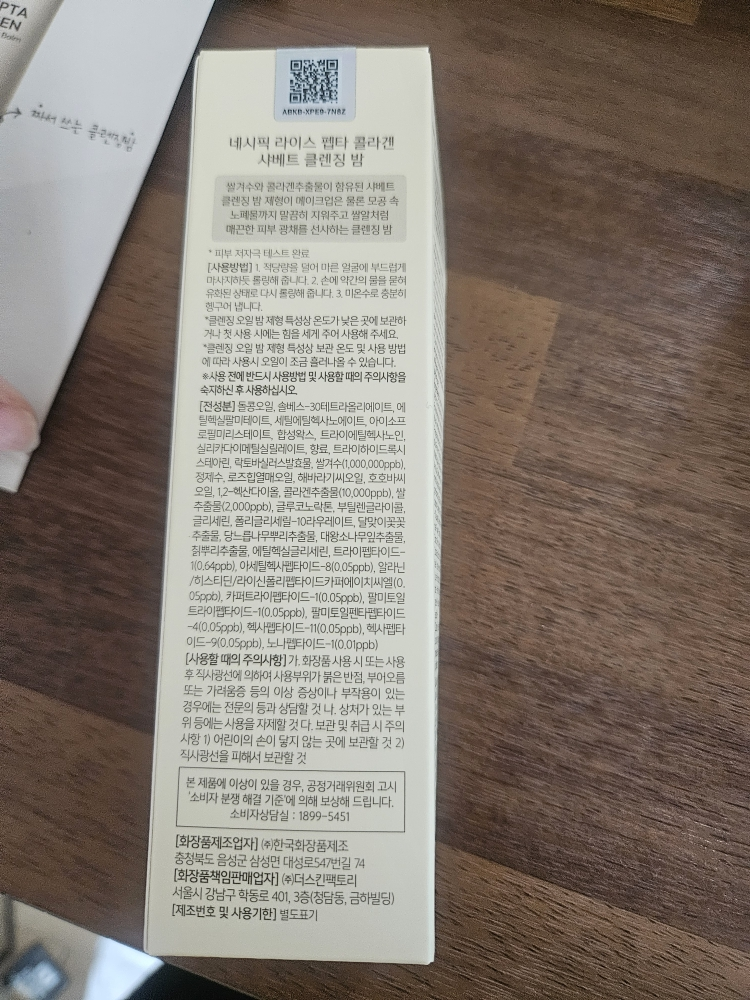 PTA
EN
Balm
짜서 쓰는 클렌징밤
ABKB-XPE9-7N8Z
네시픽 라이스 펩타 콜라겐
샤베트 클렌징 밤
쌀겨수와 콜라겐추출물이 함유된 샤베트
클렌징 밤 제형이 메이크업은 물론 모공 속
노폐물까지 말끔히 지워주고 쌀알처럼
매끈한 피부 광채를 선사하는 클렌징 밤
* 피부 저자극 테스트 완료
[사용방법] 1. 적당량을 덜어 마른 얼굴에 부드럽게
마사지하듯 롤링해 줍니다. 2. 손에 약간의 물을 묻혀
유화된 상태로 다시 롤링해 줍니다. 3. 미온수로 충분히
헹구어 냅니다.
*클렌징 오일 밤 제형 특성상 온도가 낮은 곳에 보관하
거나 첫 사용 시에는 힘을 세게 주어 사용해 주세요.
*클렌징 오일 밤 제형 특성상 보관 온도 및 사용 방법
에 따라 사용시 오일이 조금 흘러나올 수 있습니다.
※사용 전에 반드시 사용방법 및 사용할 때의 주의사항을
숙지하신 후 사용하십시오.
[전성분] 돌콩오일, 솔베스-30테트라올리에이트, 에
틸헥실팔미테이트, 세틸에틸헥사노에이트, 아이소프
로필미리스테이트, 합성왁스, 트라이에틸헥사노인,
실리카다이메틸실릴레이트, 향료, 트라이하이드록시
스테아린, 락토바실러스발효물, 쌀겨수(1,000,000ppb),
정제수, 로즈힙열매오일, 해바라기씨오일, 호호바씨
오일, 1,2-헥산다이올, 콜라겐추출물(10,000ppb), 쌀
추출물(2,000ppb), 글루코노락톤, 부틸렌글라이콜,
글리세린, 폴리글리세릴-10라우레이트, 달맞이꽃꽃
추출물, 당느릅나무뿌리추출물, 대왕소나무잎추출물,
칡뿌리추출물, 에틸헥실글리세린, 트라이펩타이드-
1(0.64ppb), 아세틸헥사펩타이드-8(0.05ppb), 알라닌
/히스티딘/라이신폴리펩타이드카퍼에이치씨엘(0.
05ppb), 카퍼트라이펩타이드-1(0.05ppb), 팔미토일
트라이펩타이드-1(0.05ppb), 팔미토일펜타펩타이드
-4(0.05ppb), 헥사펩타이드-11(0.05ppb), 헥사펩타
이드-9(0.05ppb), 노나펩타이드-1(0.01ppb)
[사용할 때의 주의사항] 가. 화장품 사용 시 또는 사용
후 직사광선에 의하여 사용부위가 붉은 반점, 부어오름
또는 가려움증 등의 이상 증상이나 부작용이 있는
경우에는 전문의 등과 상담할 것 나. 상처가 있는 부
위 등에는 사용을 자제할 것 다. 보관 및 취급 시 주의
사항 1) 어린이의 손이 닿지 않는 곳에 보관할 것 2)
직사광선을 피해서 보관할 것
본 제품에 이상이 있을 경우, 공정거래위원회 고시
'소비자 분쟁 해결 기준'에 의해 보상해 드립니다.
소비자상담실 : 1899-5451
[화장품제조업자] ㈜한국화장품제조
충청북도 음성군 삼성면 대성로547번길 74
[화장품책임판매업자] ㈜더스킨팩토리
서울시 강남구 학동로 401, 3층(청담동, 금하빌딩)
[제조번호 및 사용기한] 별도표기